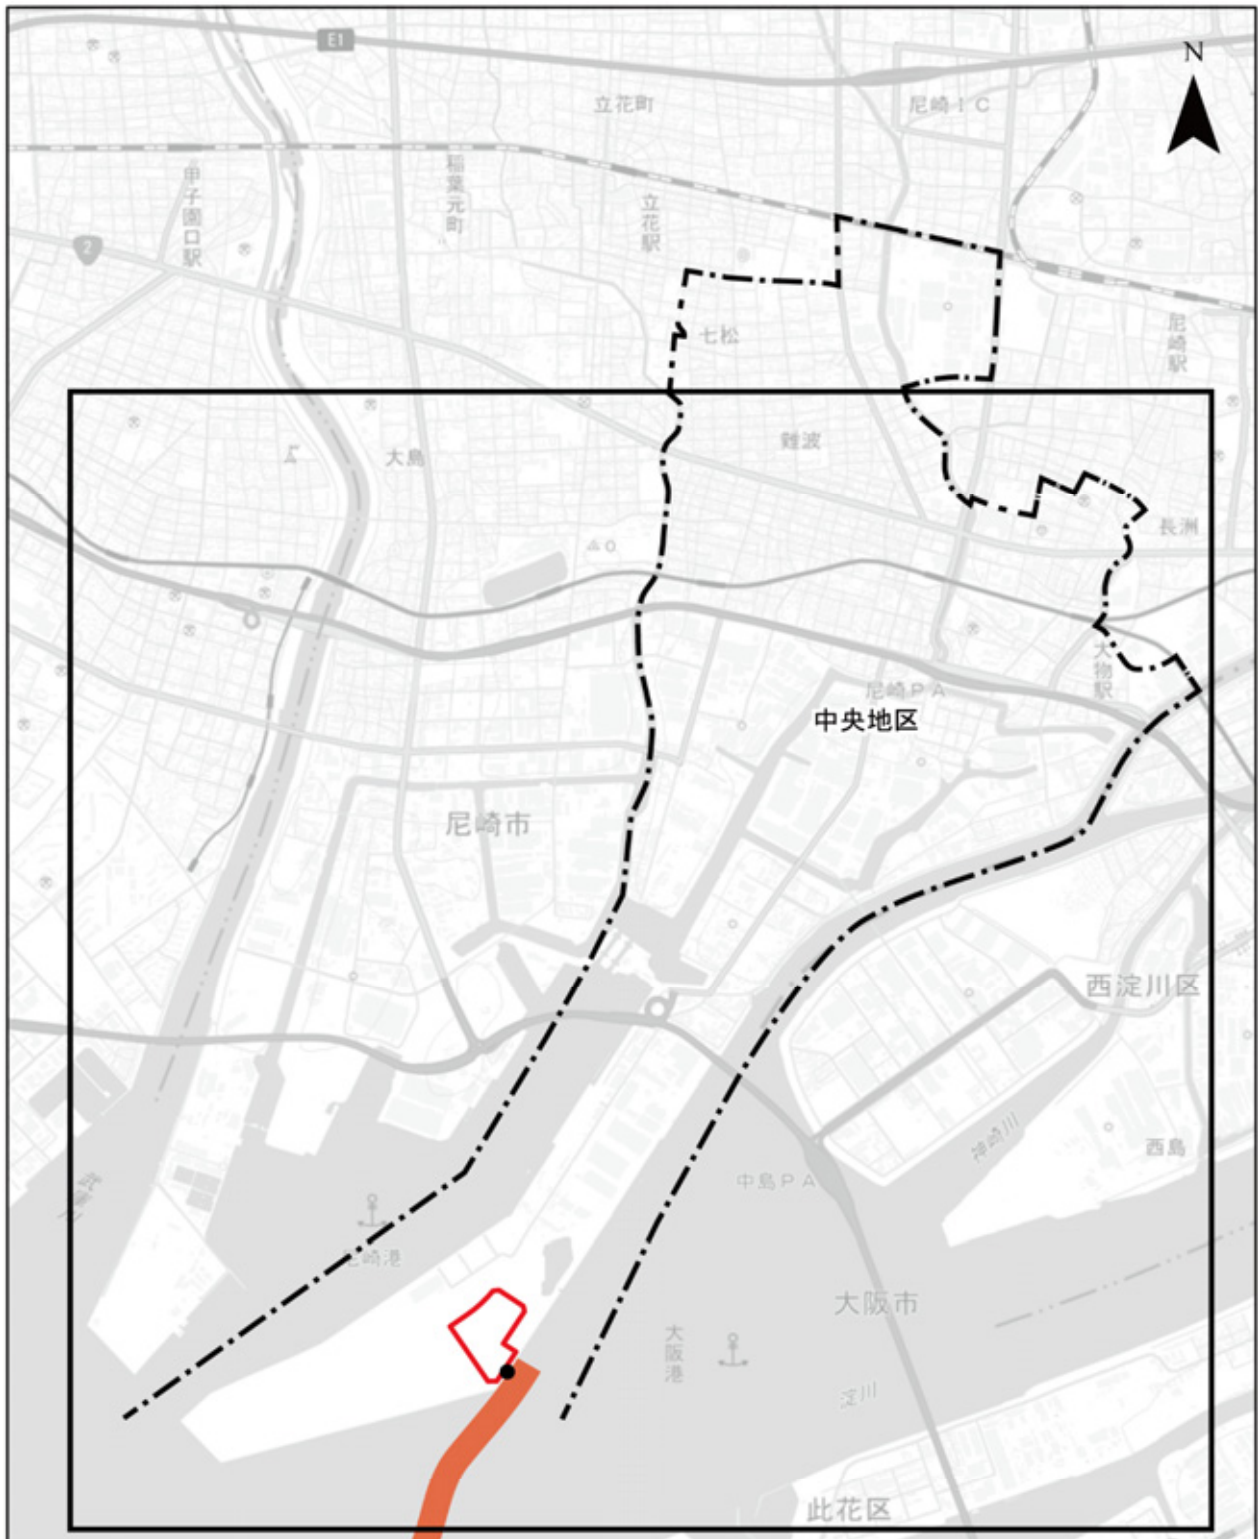 E1
N
立花町
尼崎IC
稲葉元町
甲子園口駅
立花駅
2
七松
尼崎駅
難波
大島
長洲
大物駅
尼崎PA
中央地区
尼崎市
西淀川区
神崎川
西島
中島PA
尼崎港
大阪市
大阪港
淀川
此花区